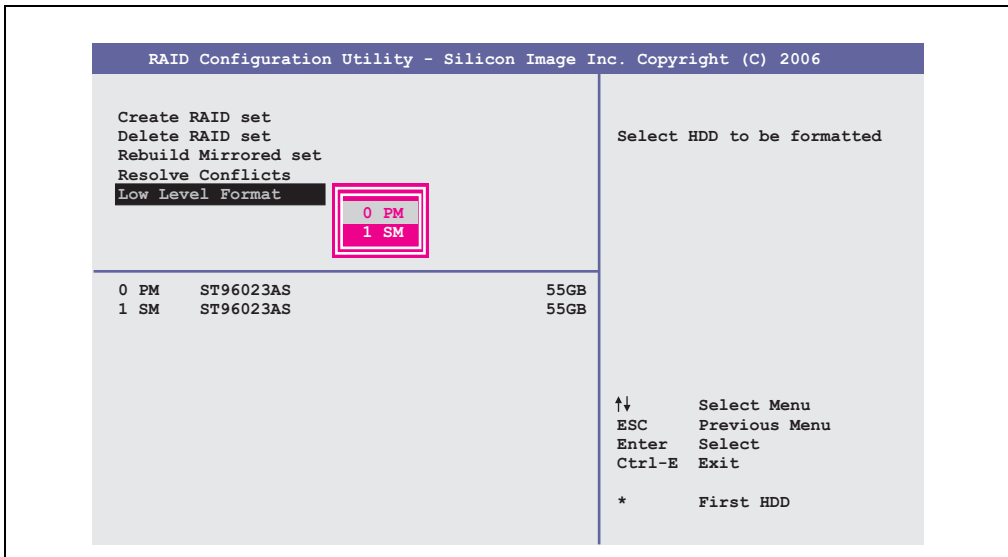 RAID Configuration Utility - Silicon Image Inc. Copyright (C) 2006
Create RAID set
Delete RAID set
Rebuild Mirrored set
Resolve Conflicts
Low Level Format
0 PM
1 SM
Select HDD to be formatted
0 PM ST96023AS 55GB
1 SM ST96023AS 55GB
↑↓ Select Menu
ESC Previous Menu
Enter Select
Ctrl-E Exit
* First HDD